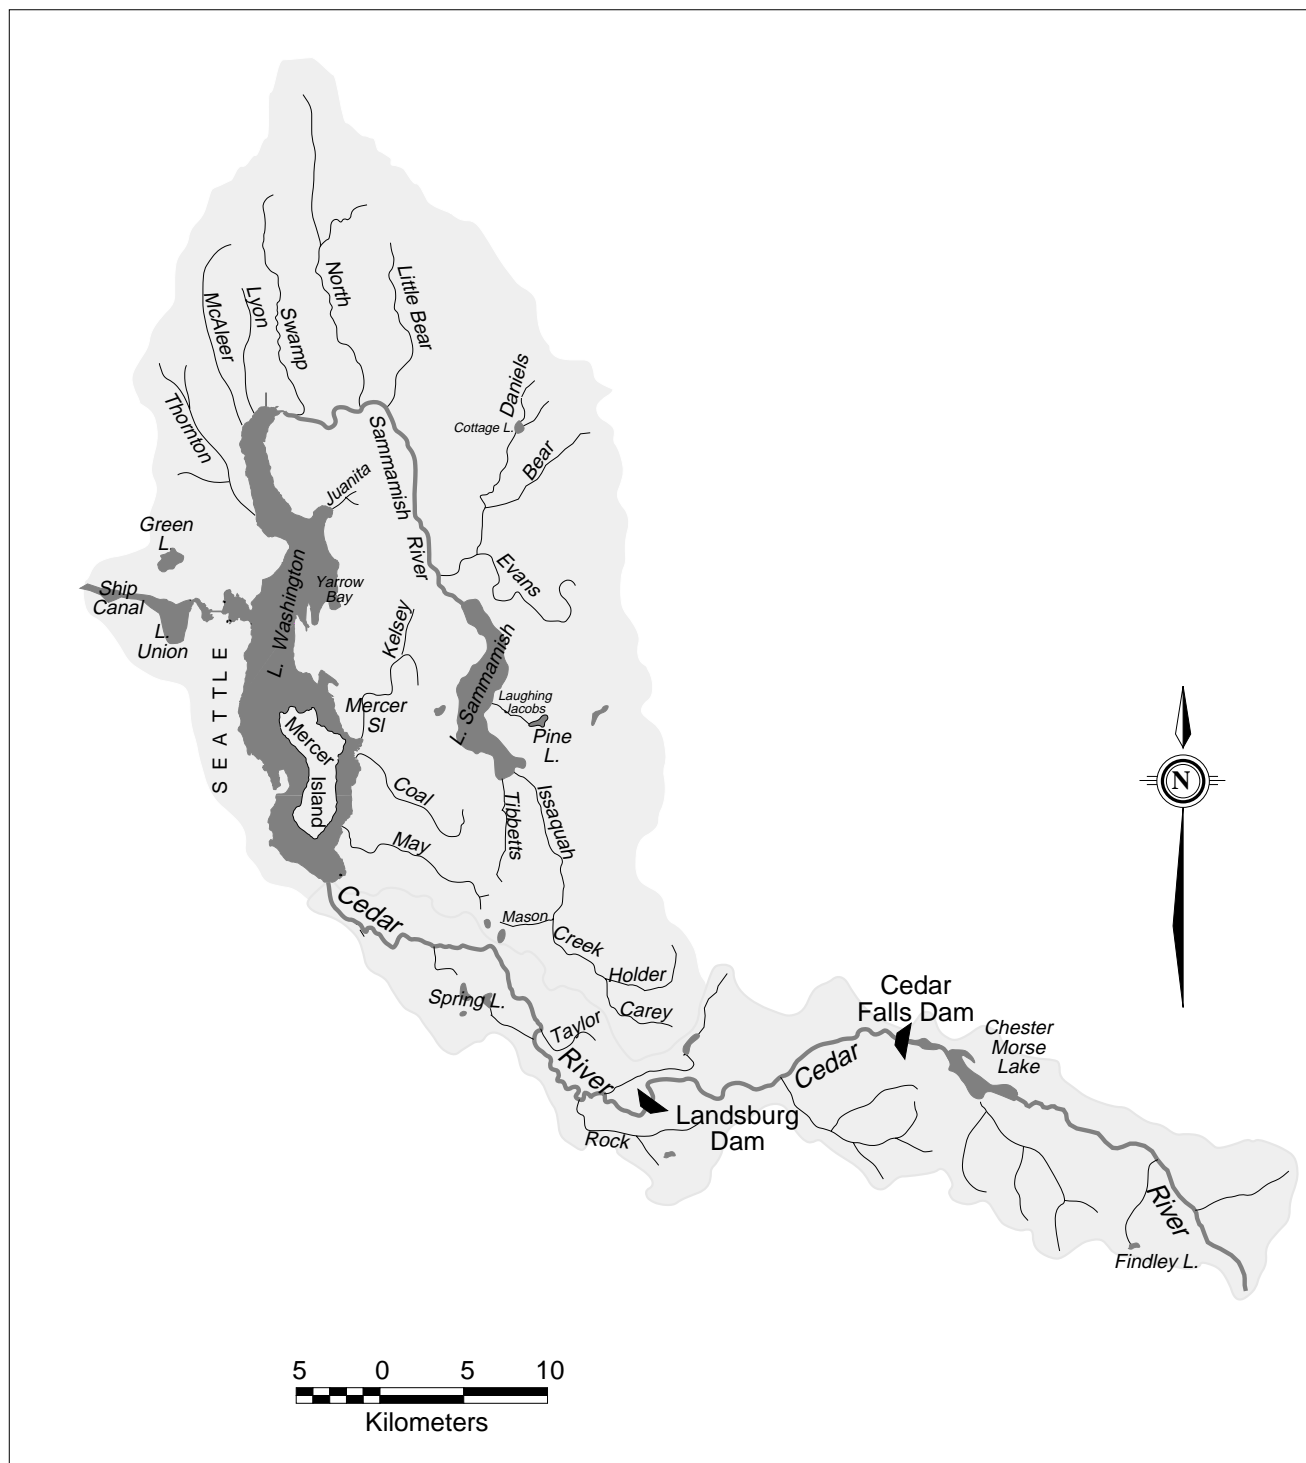 North
Little Bear
Lyon
McAleer
Swamp
Daniels
Thornton
Cottage L.
Sammamish
Bear
Juanita
Green
L.
River
Evans
Ship
Canal
L. Washington
Yarrow
Bay
L.
Union
Kelsey
SEATTLE
L. Sammamish
Laughing
Jacobs
Mercer
Sl
Pine
L.
Mercer
Island
Coal
Tibbetts
Issaquah
May
N
Cedar
Mason
Creek
Holder
Spring L.
Carey
Taylor
River
Cedar
Falls Dam
Chester
Morse
Lake
Cedar
Landsburg
Dam
Rock
River
Findley L.
5 0 5 10
Kilometers